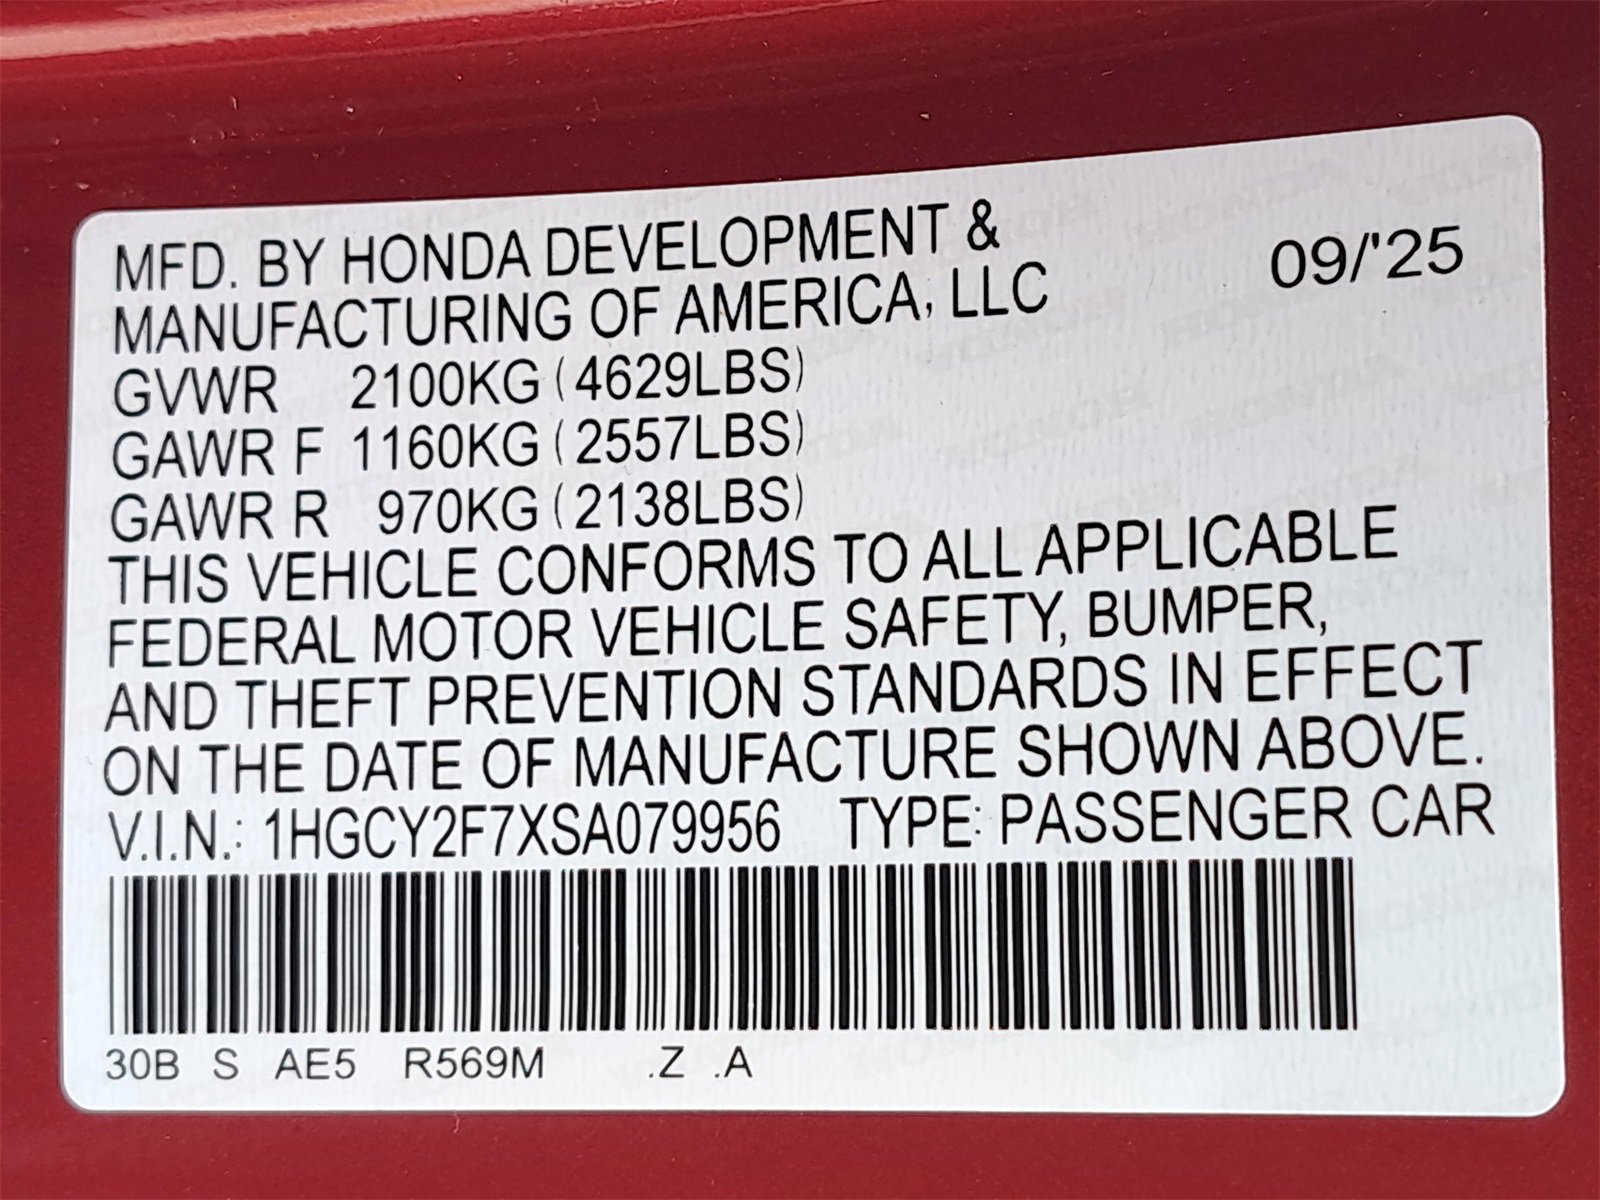 MFD. BY HONDA DEVELOPMENT &
MANUFACTURING OF AMERICA, LLC
09/'25
GVWR 2100KG (4629LBS)
GAWR F 1160KG (2557LBS)
GAWR R 970KG (2138LBS)
THIS VEHICLE CONFORMS TO ALL APPLICABLE
FEDERAL MOTOR VEHICLE SAFETY, BUMPER,
AND THEFT PREVENTION STANDARDS IN EFFECT
ON THE DATE OF MANUFACTURE SHOWN ABOVE.
V.I.N.: 1HGCY2F7XSA079956 TYPE: PASSENGER CAR
30B S AE5 R569M .Z .A